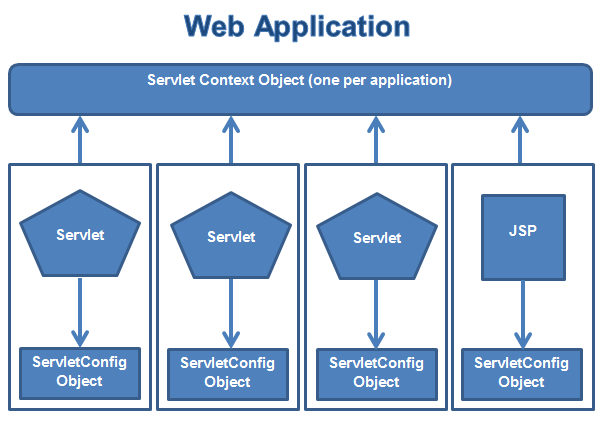 Web Application
Servlet Context Object (one per application)
Servlet
Servlet
Servlet
JSP
ServletConfig
Object
ServletConfig
Object
ServletConfig
Object
ServletConfig
Object